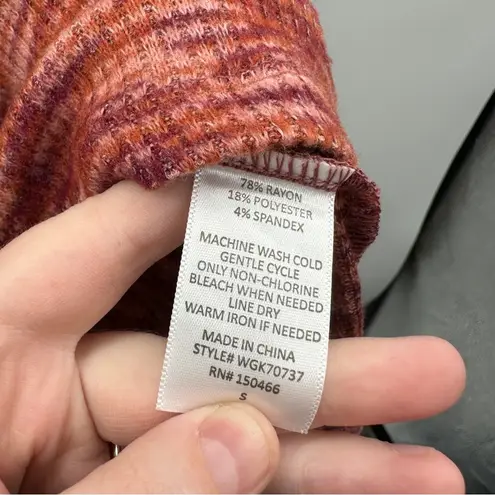 78% RAYON
18% POLYESTER
4% SPANDEX
MACHINE WASH COLD
GENTLE CYCLE
ONLY NON-CHLORINE
BLEACH WHEN NEEDED
LINE DRY
WARM IRON IF NEEDED
MADE IN CHINA
STYLE# WGK70737
RN# 150466
S